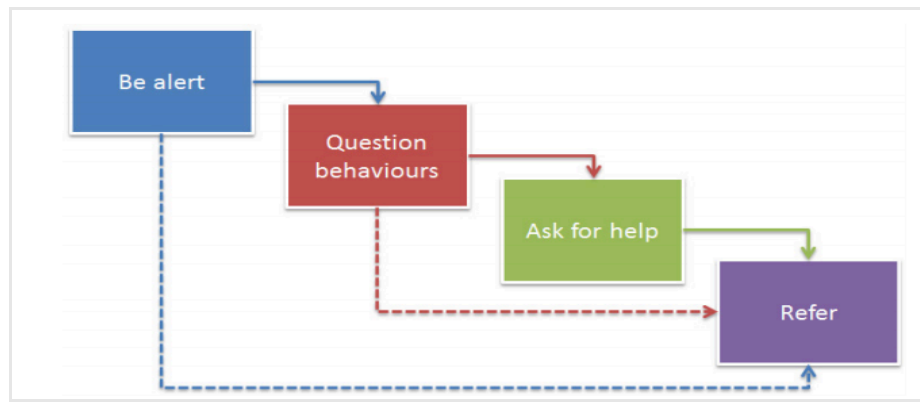 Be alert
Question
behaviours
Ask for help
Refer